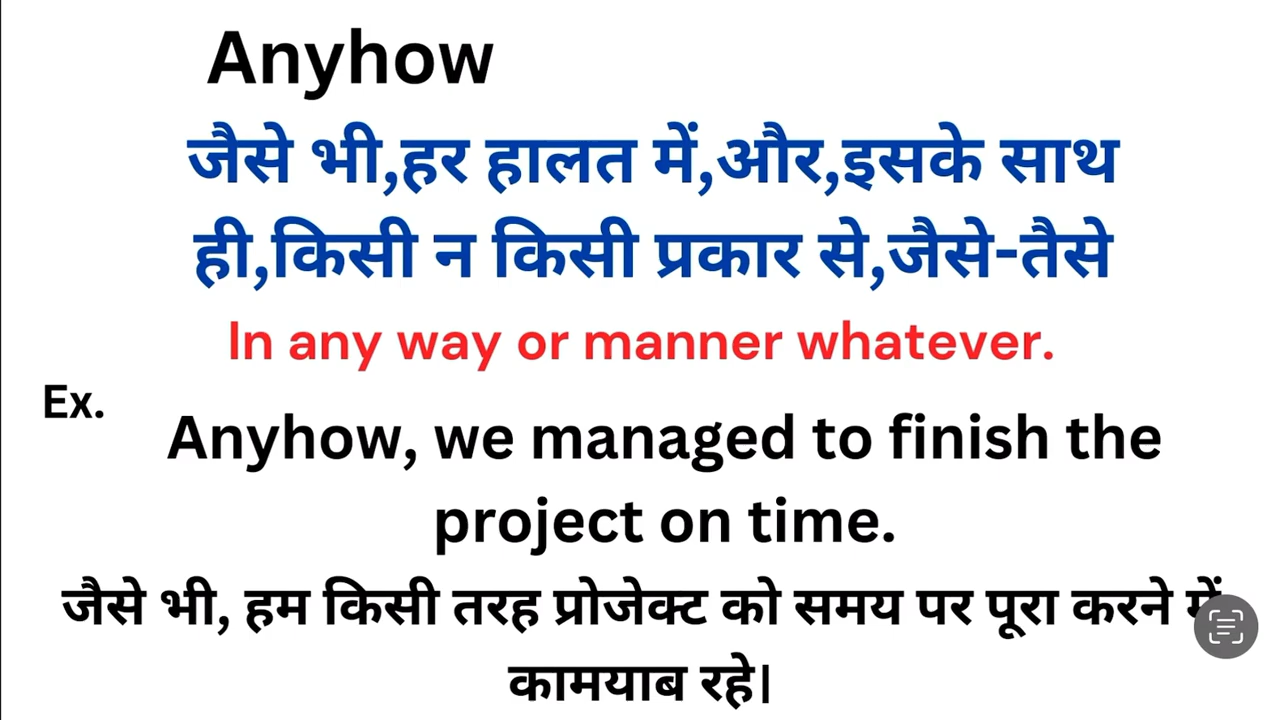 Anyhow
जैसे भी,हर हालत में,और,इसके साथ
ही,किसी न किसी प्रकार से,जैसे-तैसे
In any way or manner whatever.
Ex.
Anyhow, we managed to finish the
project on time.
जैसे भी, हम किसी तरह प्रोजेक्ट को समय पर पूरा करने में
कामयाब रहे।